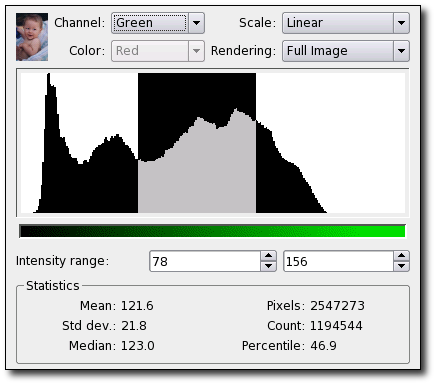 Channel: Green Scale: Linear
Color: Red Rendering: Full Image
Intensity range: 78 156
Statistics
Mean: 121.6 Pixels: 2547273
Std dev.: 21.8 Count: 1194544
Median: 123.0 Percentile: 46.9